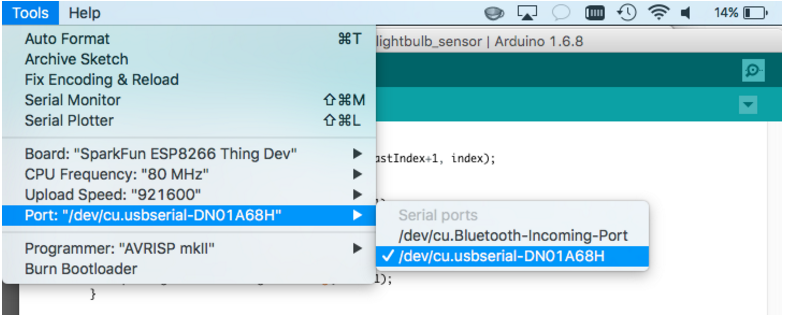 Tools Help 14%
lightbulb_sensor | Arduino 1.6.8
Auto Format ⌘T
Archive Sketch
Fix Encoding & Reload
Serial Monitor ⇧⌘M
Serial Plotter ⇧⌘L
Board: "SparkFun ESP8266 Thing Dev"
astIndex+1, index);
CPU Frequency: "80 MHz"
Upload Speed: "921600"
Port: "/dev/cu.usbserial-DN01A68H"
Serial ports
/dev/cu.Bluetooth-Incoming-Port
✓ /dev/cu.usbserial-DN01A68H
Programmer: "AVRISP mkII"
Burn Bootloader
);
}